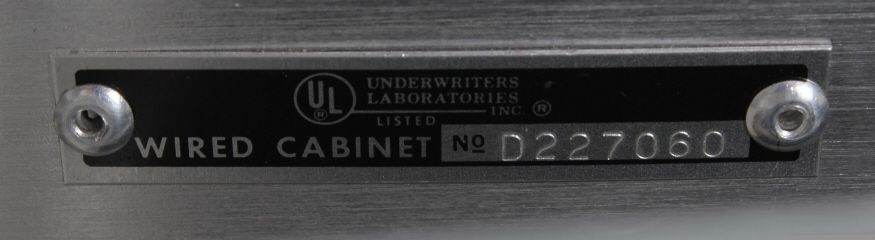 UL
®
UNDERWRITERS
LABORATORIES
INC. ®
LISTED
WIRED CABINET No D227060